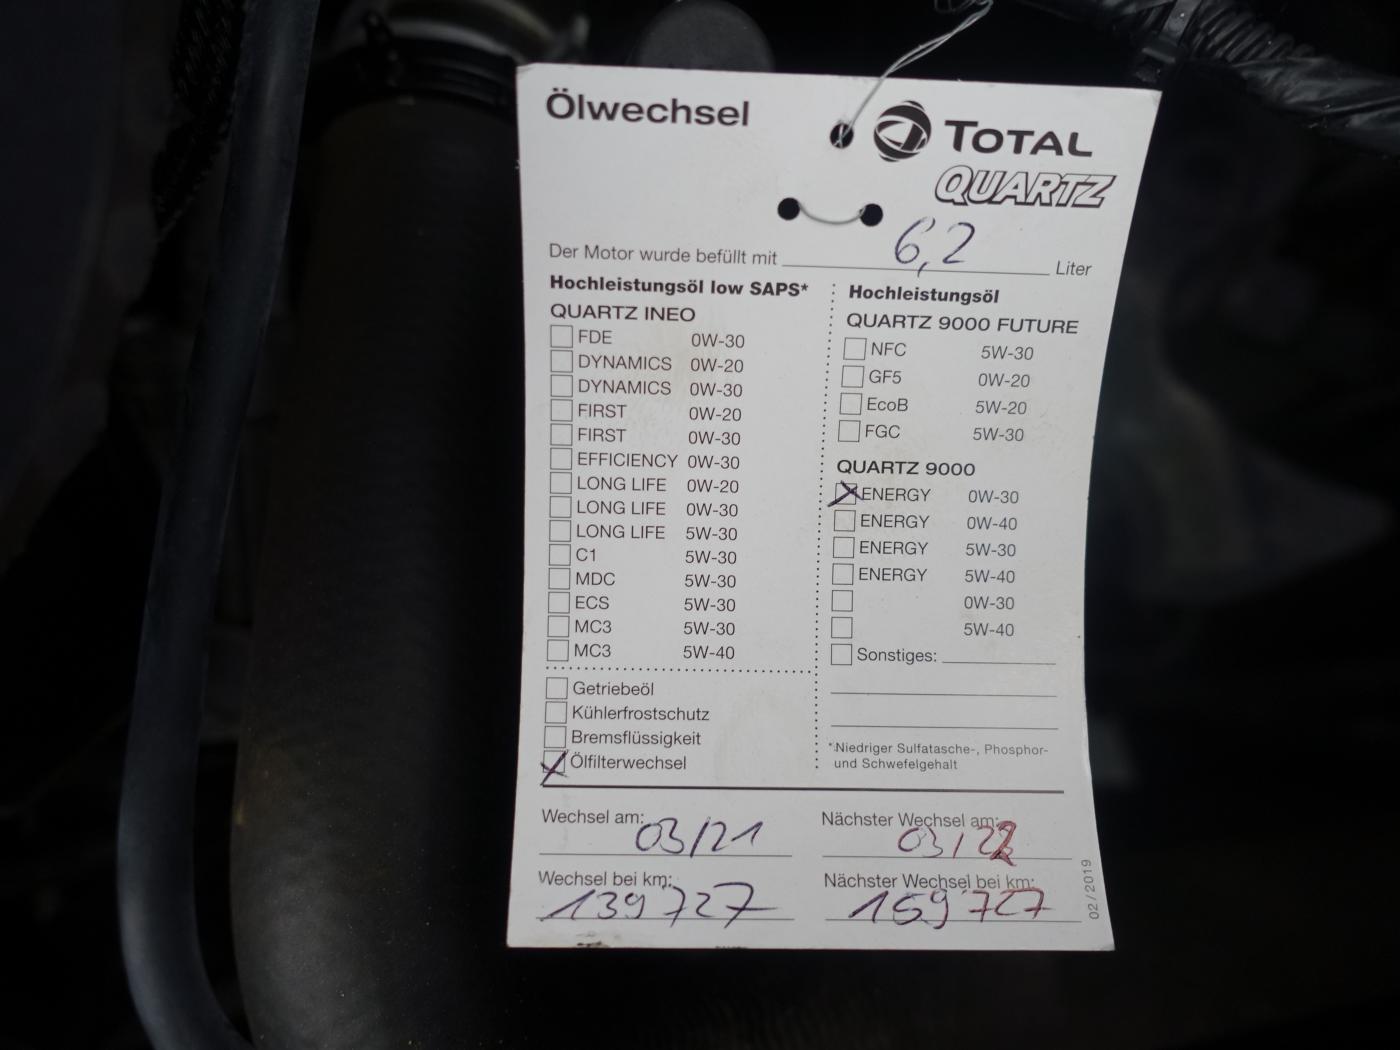 Ölwechsel
TOTAL
QUARTZ
Der Motor wurde befüllt mit 6,2 Liter
Hochleistungsöl low SAPS*
QUARTZ INEO
FDE 0W-30
DYNAMICS 0W-20
DYNAMICS 0W-30
FIRST 0W-20
FIRST 0W-30
EFFICIENCY 0W-30
LONG LIFE 0W-20
LONG LIFE 0W-30
LONG LIFE 5W-30
C1 5W-30
MDC 5W-30
ECS 5W-30
MC3 5W-30
MC3 5W-40
Getriebeöl
Kühlerfrostschutz
Bremsflüssigkeit
Ölfilterwechsel
Hochleistungsöl
QUARTZ 9000 FUTURE
NFC 5W-30
GF5 0W-20
EcoB 5W-20
FGC 5W-30
QUARTZ 9000
ENERGY 0W-30
ENERGY 0W-40
ENERGY 5W-30
ENERGY 5W-40
0W-30
5W-40
Sonstiges:
*Niedriger Sulfatasche-, Phosphor-
und Schwefelgehalt
Wechsel am: 03/21
Nächster Wechsel am: 03/22
Wechsel bei km: 139727
Nächster Wechsel bei km: 159727
02/2019